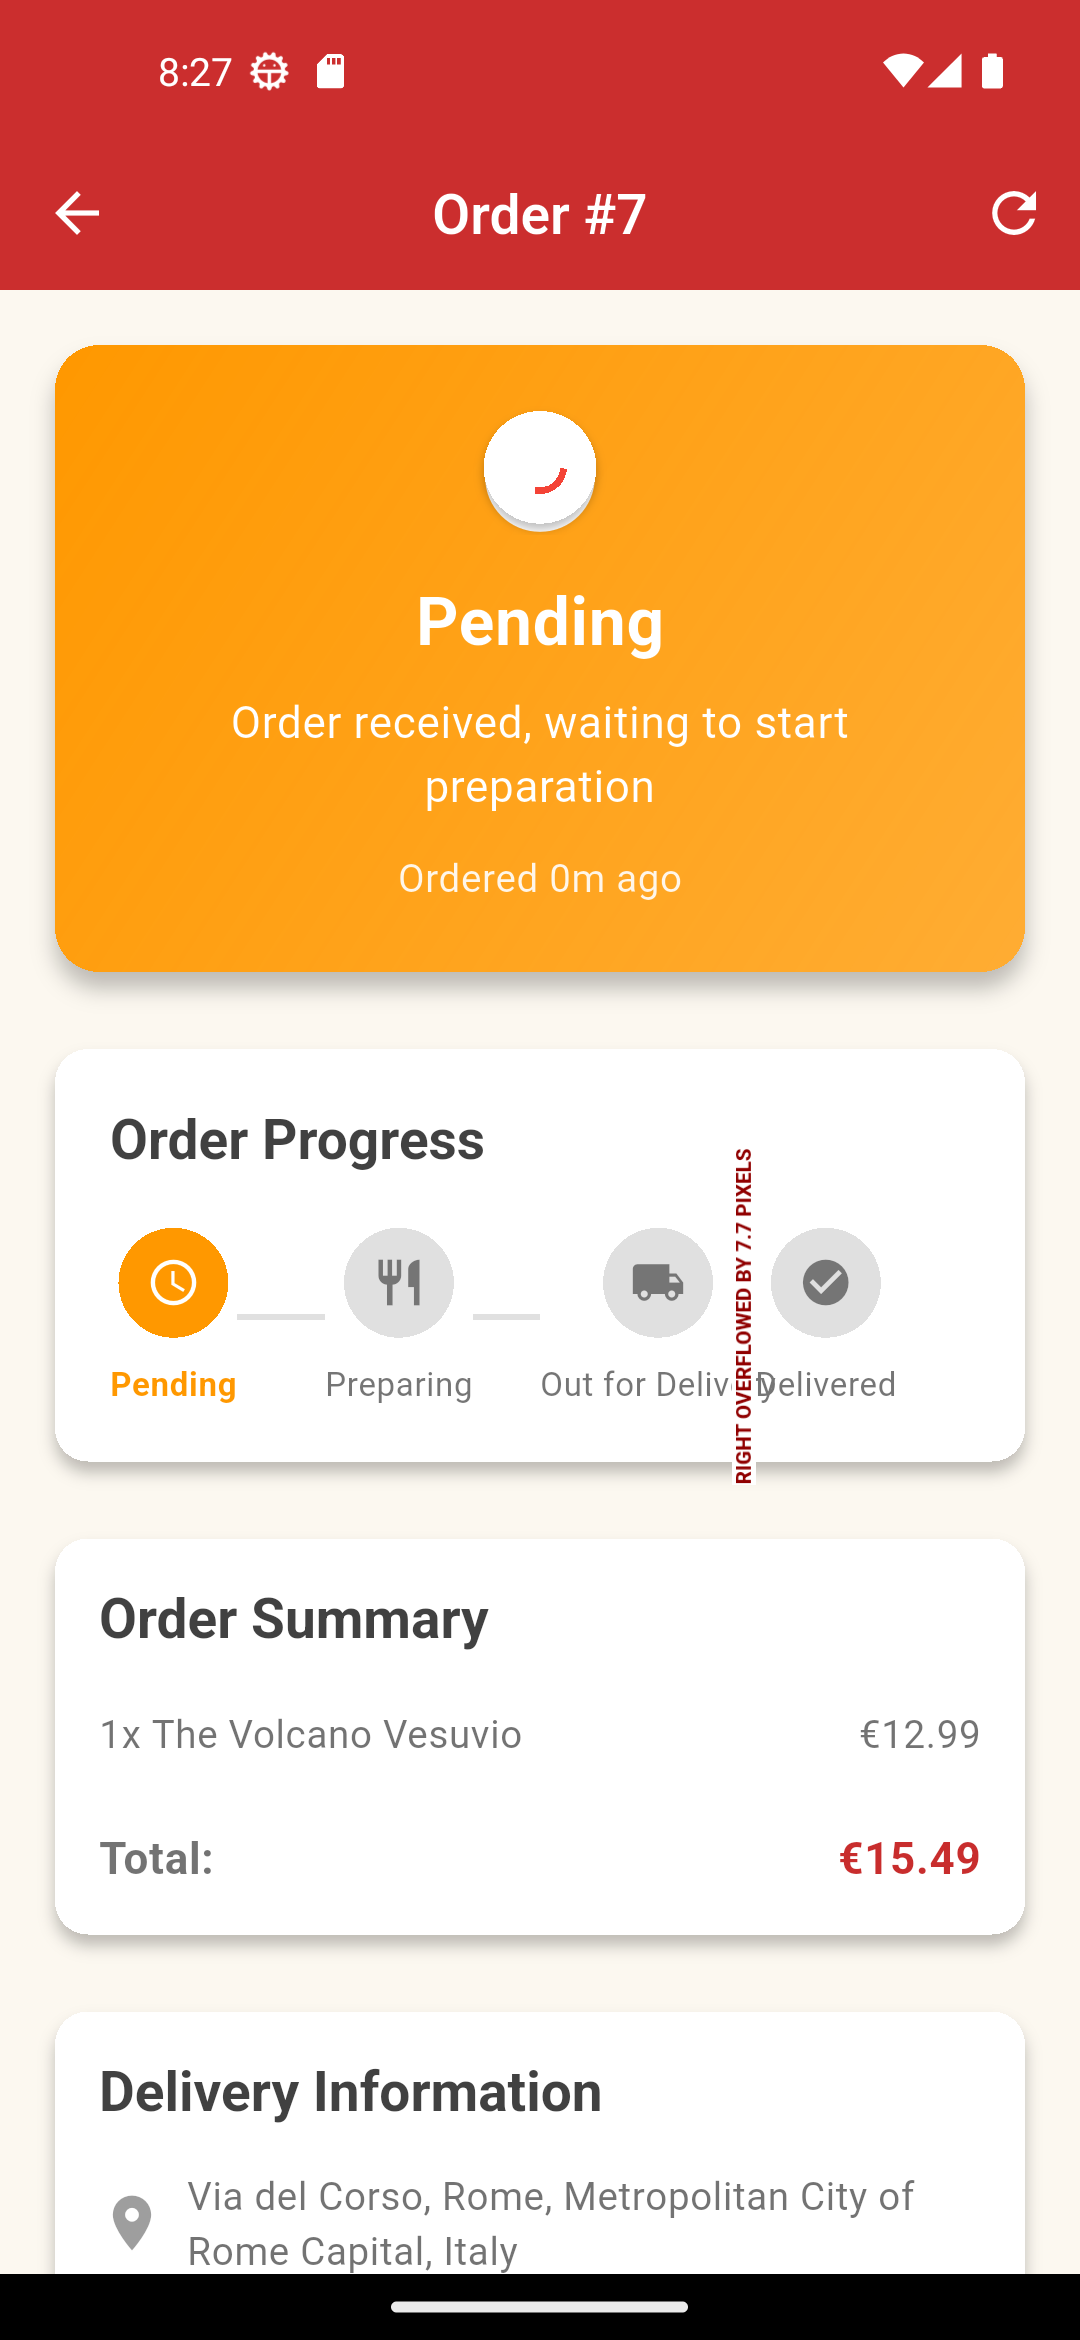 8:27
Order #7
Pending
Order received, waiting to start
preparation
Ordered 0m ago
Order Progress
RIGHT OVERFLOWED BY 7.7 PIXELS
Pending
Preparing
Out for Delivery
Delivered
Order Summary
1x The Volcano Vesuvio €12.99
Total: €15.49
Delivery Information
Via del Corso, Rome, Metropolitan City of
Rome Capital, Italy